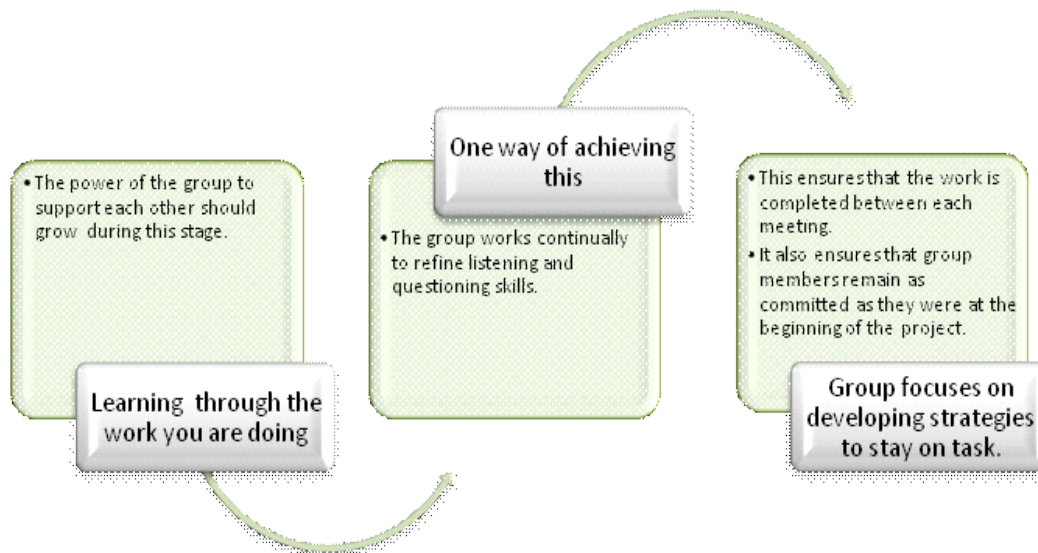 • The power of the group to
support each other should
grow during this stage.
Learning through the
work you are doing
One way of achieving
this
• The group works continually
to refine listening and
questioning skills.
• This ensures that the work is
completed between each
meeting.
• It also ensures that group
members remain as
committed as they were at the
beginning of the project.
Group focuses on
developing strategies
to stay on task.